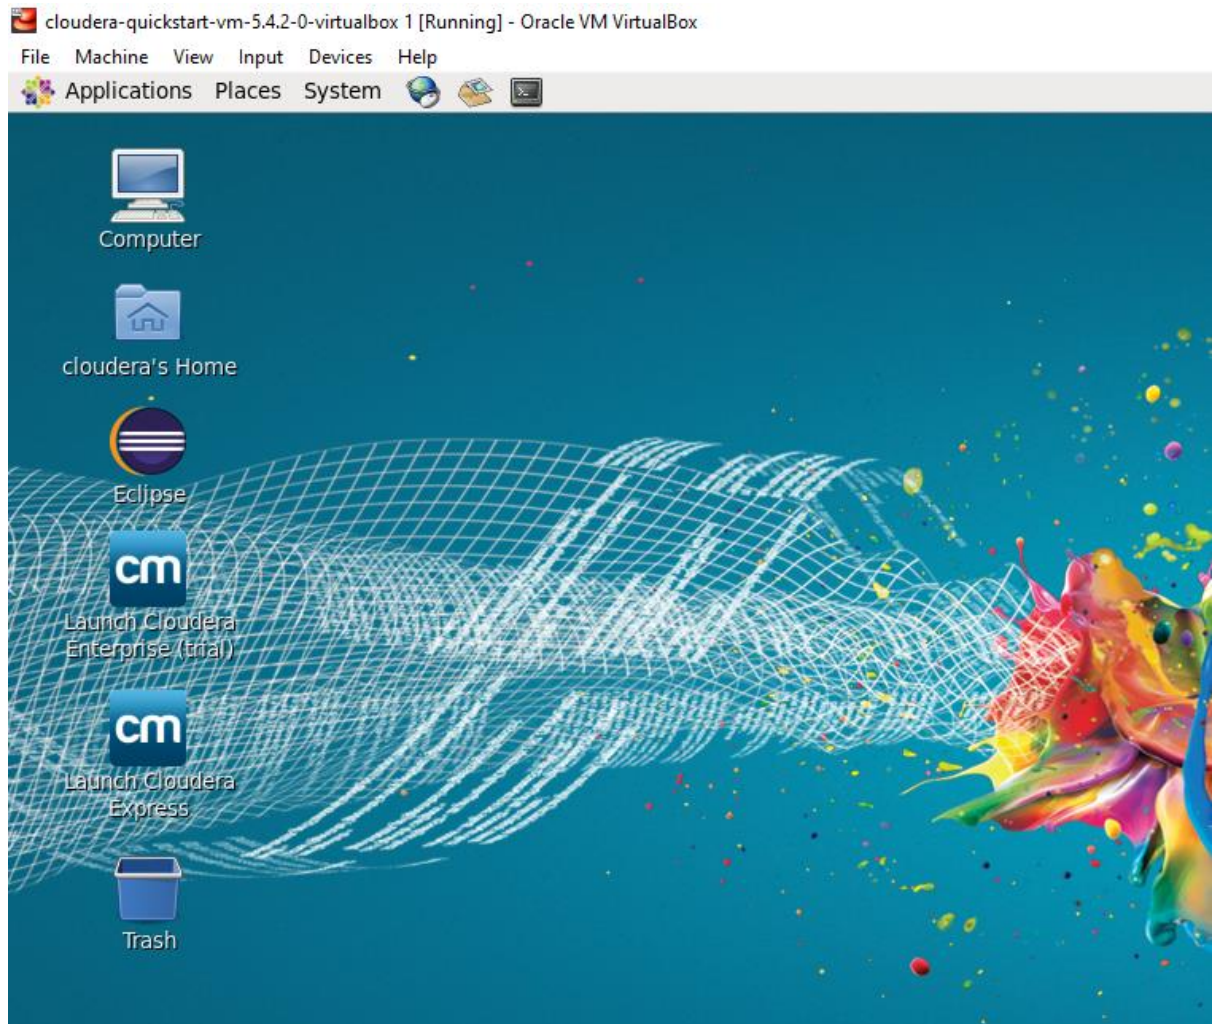 cloudera-quickstart-vm-5.4.2-0-virtualbox 1 [Running] - Oracle VM VirtualBox
File Machine View Input Devices Help
Applications Places System
Computer
cloudera's Home
Eclipse
cm
Launch Cloudera
Enterprise (trial)
cm
Launch Cloudera
Express
Trash